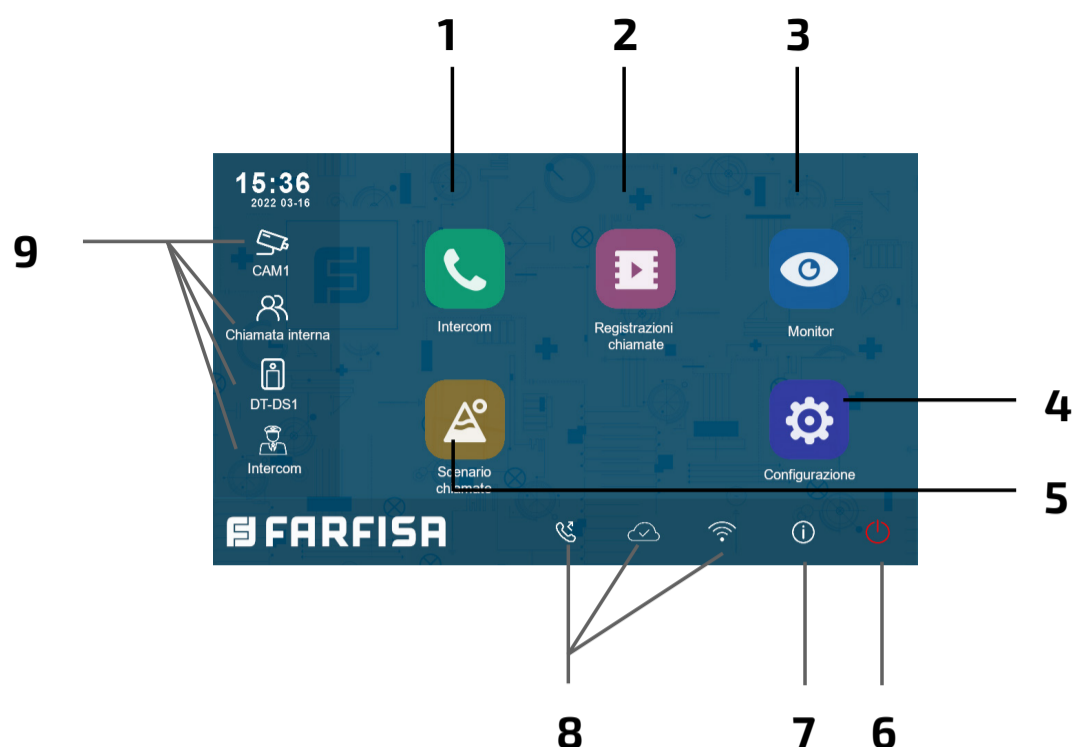 1
2
3
15:36
2022 03-16
9
CAM1
Chiamata interna
DT-DS1
Intercom
Intercom
Registrazioni
chiamate
Monitor
4
Scenario
chiamate
Configurazione
5
FARFISA
8
7
6